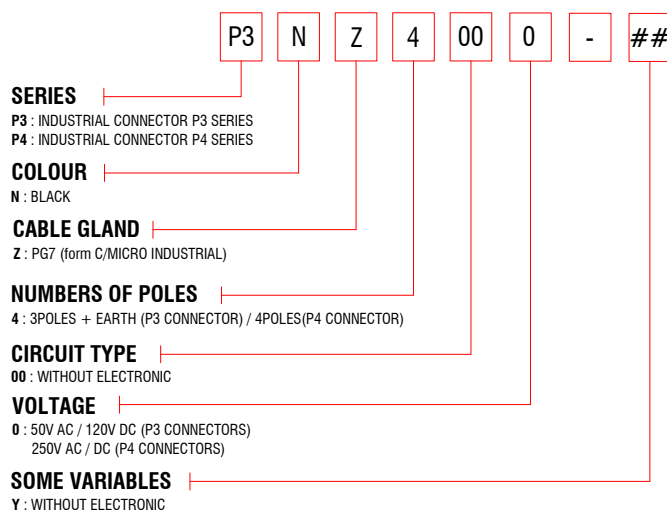 P3 N Z 4 00 0 - ##
SERIES
P3 : INDUSTRIAL CONNECTOR P3 SERIES
P4 : INDUSTRIAL CONNECTOR P4 SERIES
COLOUR
N : BLACK
CABLE GLAND
Z : PG7 (form C/MICRO INDUSTRIAL)
NUMBERS OF POLES
4 : 3POLES + EARTH (P3 CONNECTOR) / 4POLES(P4 CONNECTOR)
CIRCUIT TYPE
00 : WITHOUT ELECTRONIC
VOLTAGE
0 : 50V AC / 120V DC (P3 CONNECTORS)
250V AC / DC (P4 CONNECTORS)
SOME VARIABLES
Y : WITHOUT ELECTRONIC